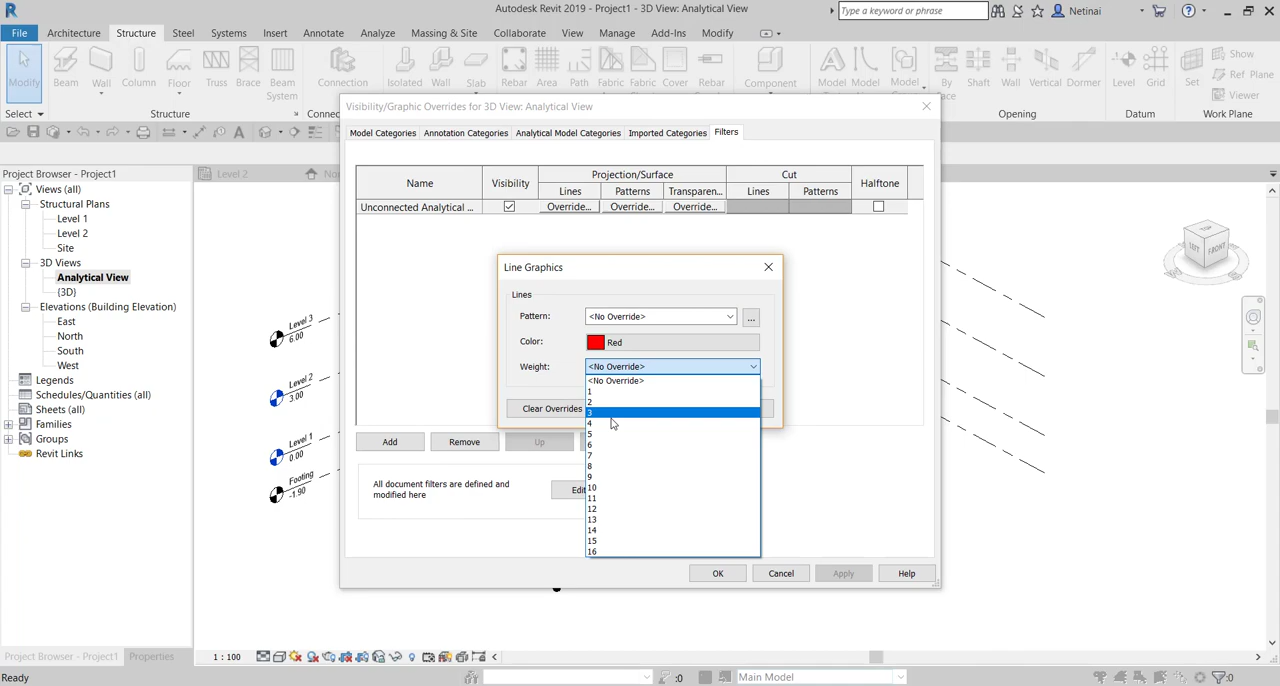 Autodesk Revit 2019 - Project1 - 3D View: Analytical View
Type a keyword or phrase
Netinai
File Architecture Structure Steel Systems Insert Annotate Analyze Massing & Site Collaborate View Manage Add-Ins Modify
Modify Beam Wall Column Floor Truss Brace Beam System Connection Isolated Wall Slab Rebar Area Path Fabric Fabric Cover Rebar Component Model Model Model By Shaft Wall Vertical Dormer Level Grid Set Show
Ref Plane
Viewer
Select Structure Opening Datum Work Plane
Project Browser - Project1
Views (all)
Structural Plans
Level 1
Level 2
Site
3D Views
Analytical View
{3D}
Elevations (Building Elevation)
East
North
South
West
Legends
Schedules/Quantities (all)
Sheets (all)
Families
Groups
Revit Links
Project Browser - Project1 Properties
Level 2
Level 3
6.00
Level 2
3.00
Level 1
0.00
Footing
-1.90
TOP
LEFT FRONT
Visibility/Graphic Overrides for 3D View: Analytical View
Model Categories Annotation Categories Analytical Model Categories Imported Categories Filters
Name Visibility Projection/Surface Cut Halftone
Lines Patterns Transparen... Lines Patterns
Unconnected Analytical ... Override... Override... Override...
Line Graphics
Lines
Pattern: <No Override> ...
Color: Red
Weight: <No Override>
<No Override>
1
2
3
4
5
6
7
8
9
10
11
12
13
14
15
16
Clear Overrides
Add Remove Up
All document filters are defined and
modified here
OK Cancel Apply Help
1 : 100
Ready
:0 Main Model :0